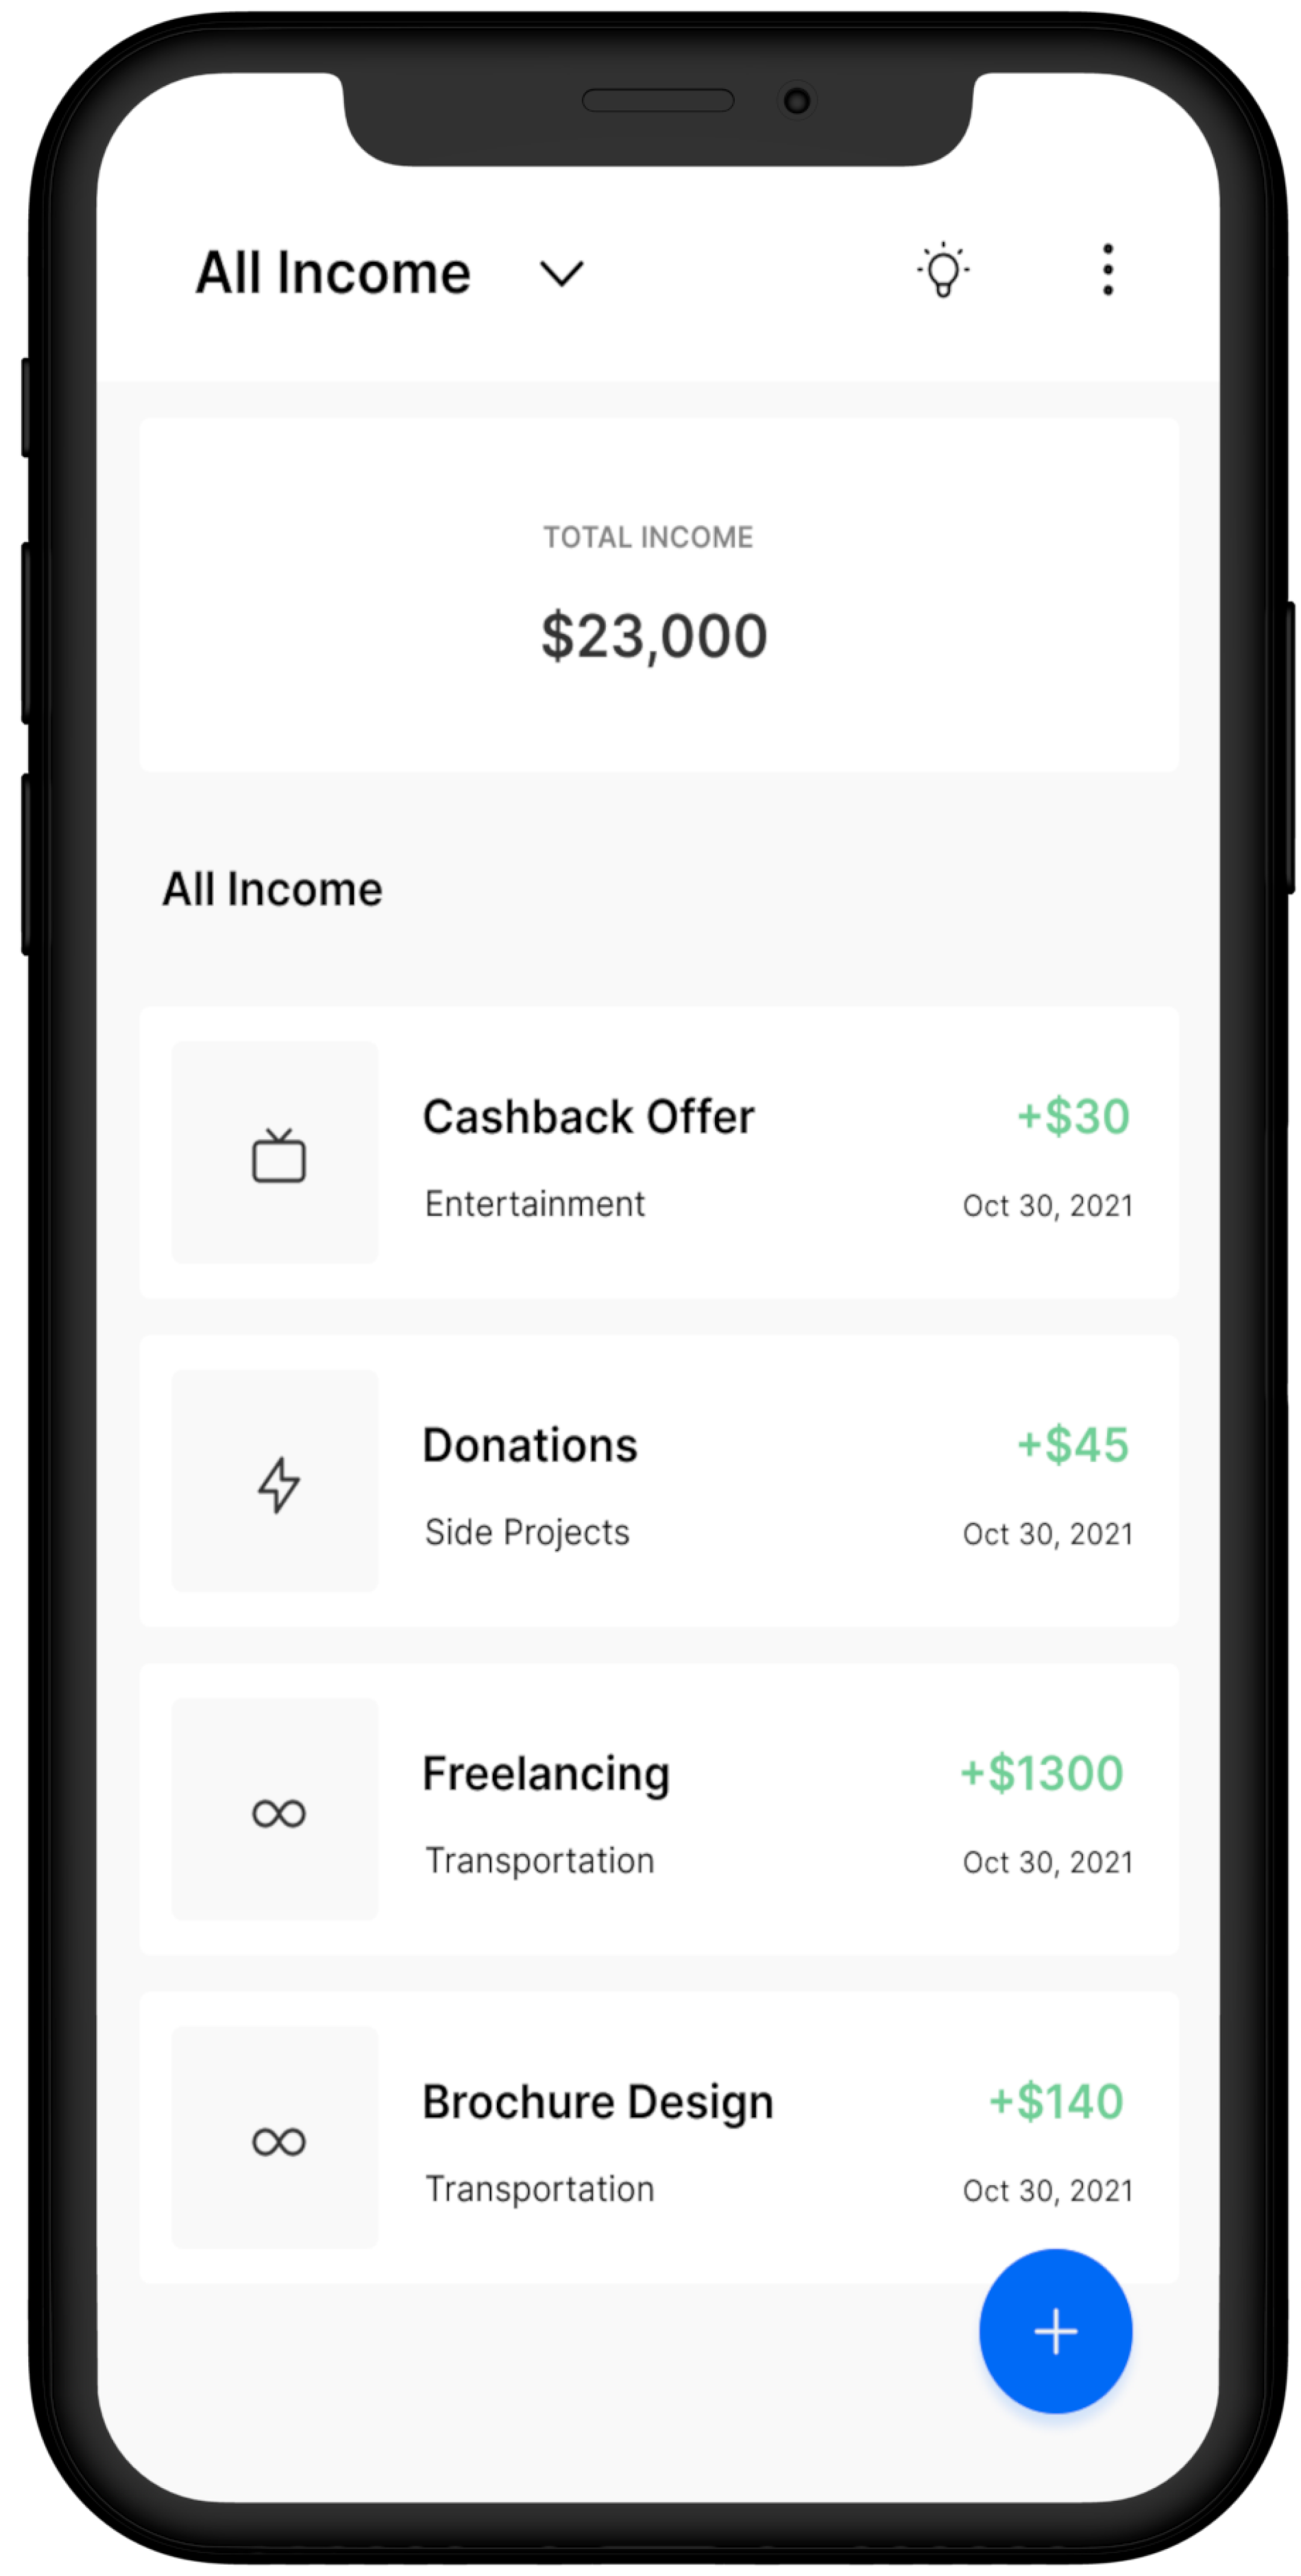 All Income
TOTAL INCOME
$23,000
All Income
Cashback Offer +$30
Entertainment Oct 30, 2021
Donations +$45
Side Projects Oct 30, 2021
Freelancing +$1300
Transportation Oct 30, 2021
Brochure Design +$140
Transportation Oct 30, 2021